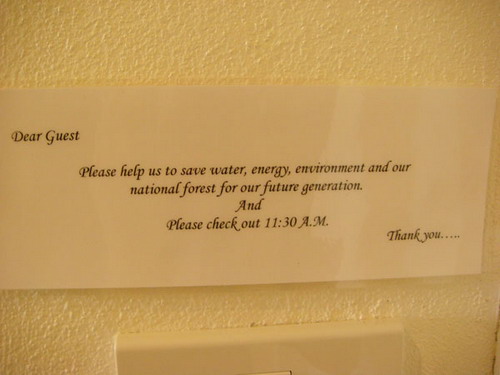 Dear Guest
Please help us to save water, energy, environment and our
national forest for our future generation.
And
Please check out 11:30 A.M.
Thank you.....